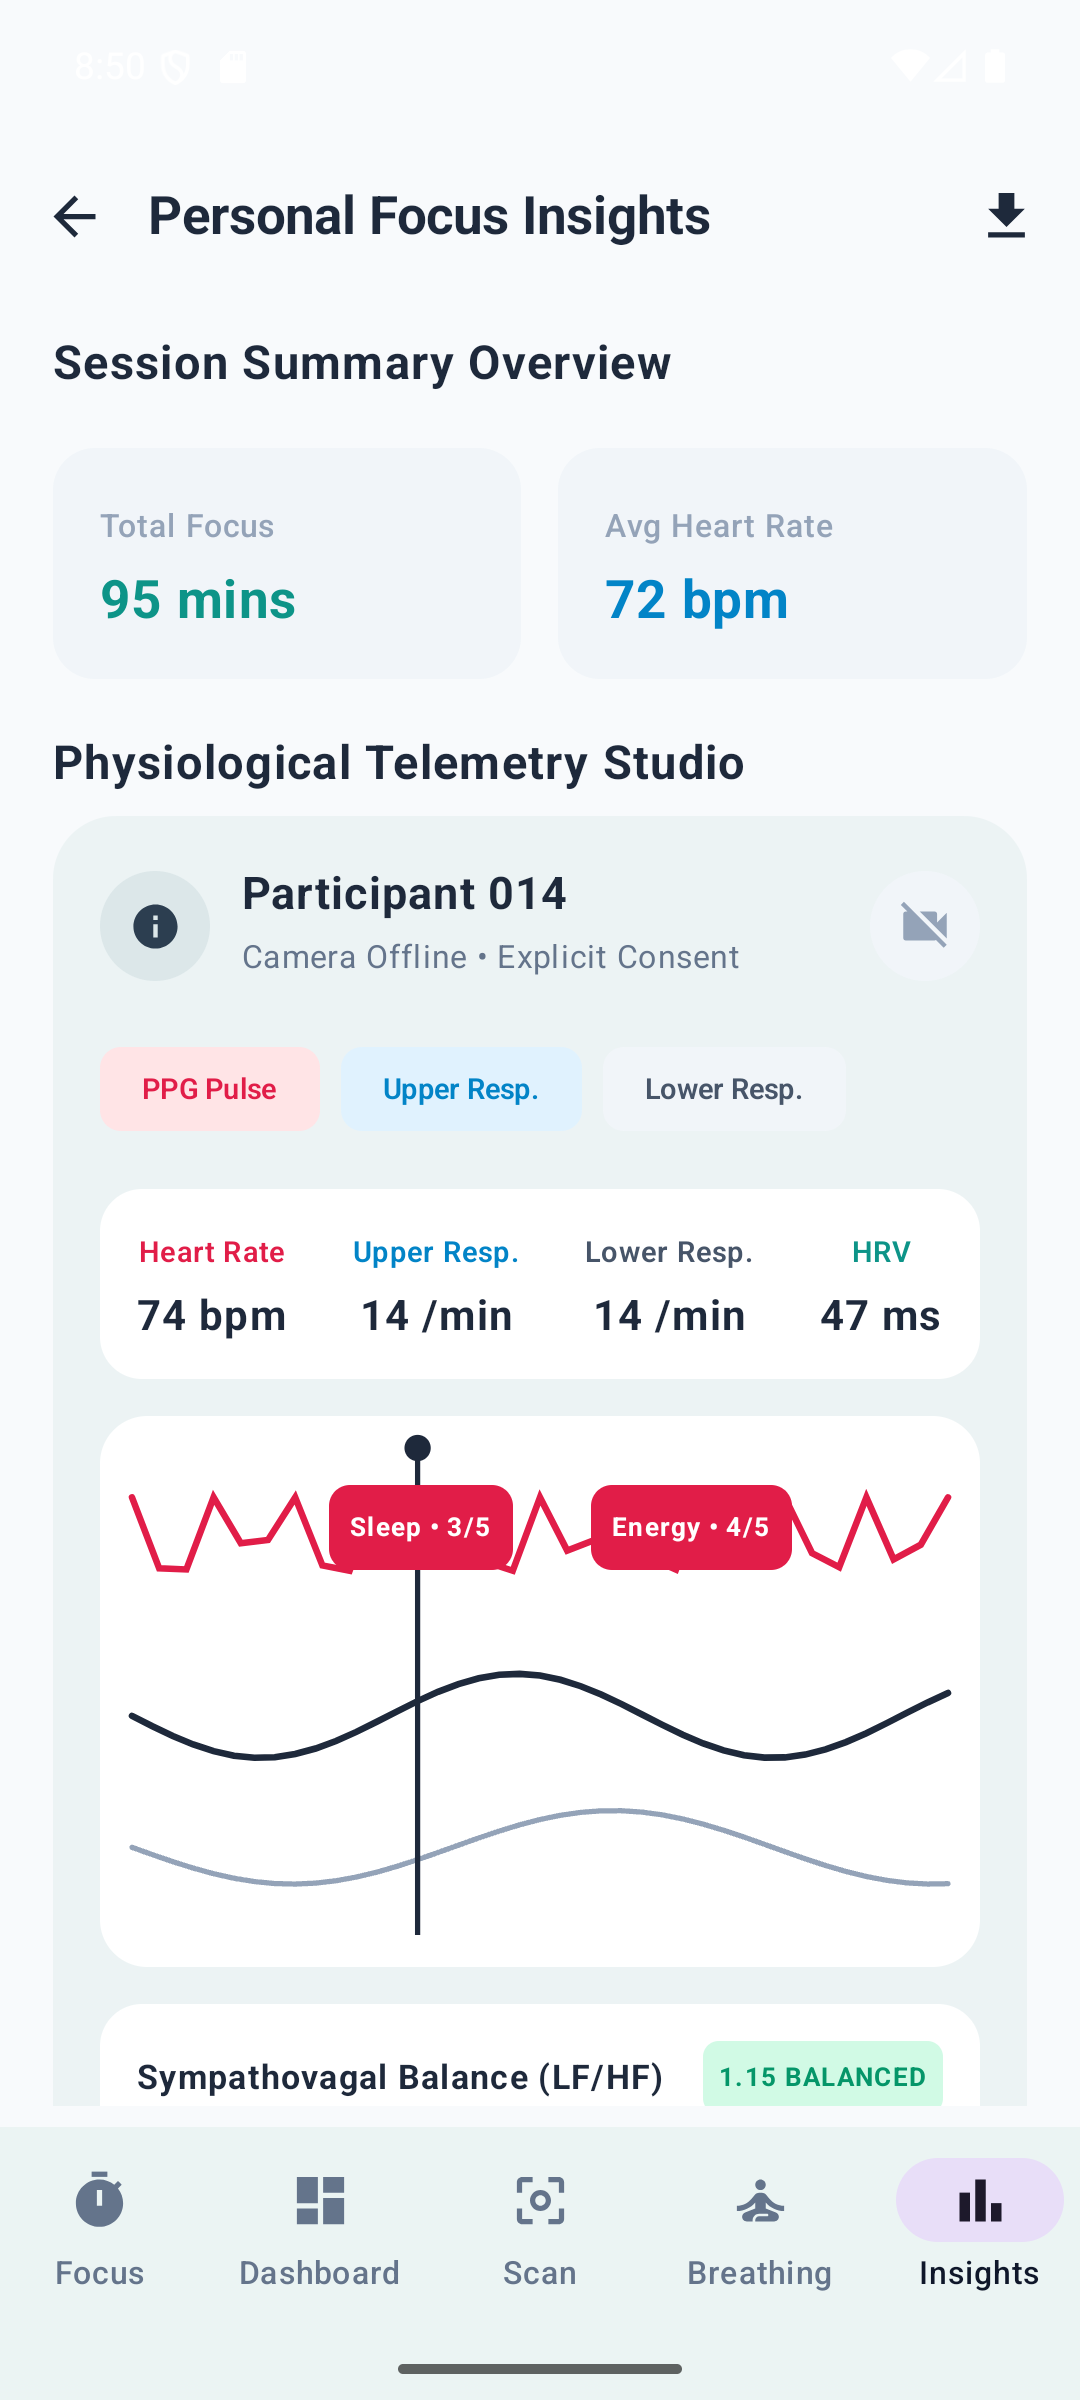 8:50
Personal Focus Insights
Session Summary Overview
Total Focus
95 mins
Avg Heart Rate
72 bpm
Physiological Telemetry Studio
Participant 014
Camera Offline • Explicit Consent
PPG Pulse
Upper Resp.
Lower Resp.
Heart Rate
74 bpm
Upper Resp.
14 /min
Lower Resp.
14 /min
HRV
47 ms
Sleep • 3/5
Energy • 4/5
Sympathovagal Balance (LF/HF)
1.15 BALANCED
Focus
Dashboard
Scan
Breathing
Insights